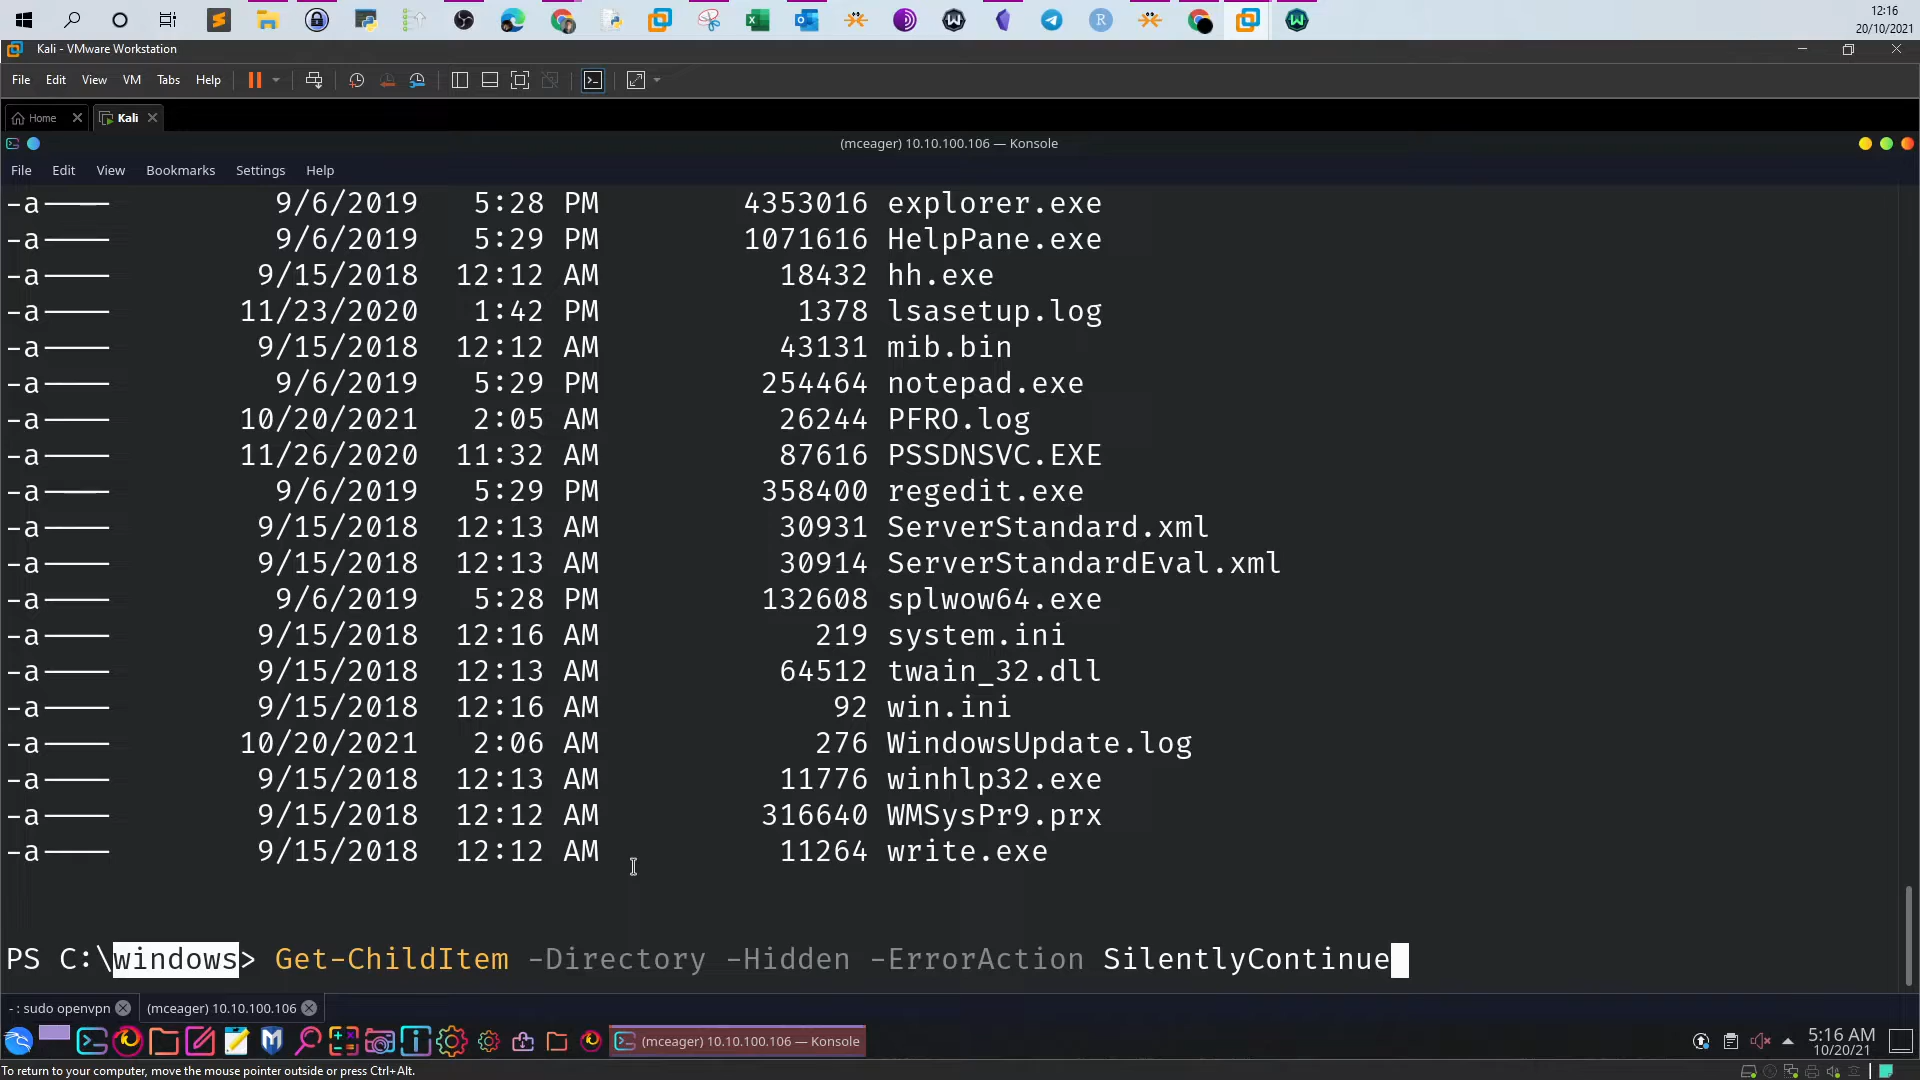 12:16
20/10/2021
Kali - VMware Workstation
File Edit View VM Tabs Help
Home Kali
(mceager) 10.10.100.106 — Konsole
File Edit View Bookmarks Settings Help
-a---- 9/6/2019 5:28 PM 4353016 explorer.exe
-a---- 9/6/2019 5:29 PM 1071616 HelpPane.exe
-a---- 9/15/2018 12:12 AM 18432 hh.exe
-a---- 11/23/2020 1:42 PM 1378 lsasetup.log
-a---- 9/15/2018 12:12 AM 43131 mib.bin
-a---- 9/6/2019 5:29 PM 254464 notepad.exe
-a---- 10/20/2021 2:05 AM 26244 PFRO.log
-a---- 11/26/2020 11:32 AM 87616 PSSDNSVC.EXE
-a---- 9/6/2019 5:29 PM 358400 regedit.exe
-a---- 9/15/2018 12:13 AM 30931 ServerStandard.xml
-a---- 9/15/2018 12:13 AM 30914 ServerStandardEval.xml
-a---- 9/6/2019 5:28 PM 132608 splwow64.exe
-a---- 9/15/2018 12:16 AM 219 system.ini
-a---- 9/15/2018 12:13 AM 64512 twain_32.dll
-a---- 9/15/2018 12:16 AM 92 win.ini
-a---- 10/20/2021 2:06 AM 276 WindowsUpdate.log
-a---- 9/15/2018 12:13 AM 11776 winhlp32.exe
-a---- 9/15/2018 12:12 AM 316640 WMSysPr9.prx
-a---- 9/15/2018 12:12 AM 11264 write.exe
PS C:\windows> Get-ChildItem -Directory -Hidden -ErrorAction SilentlyContinue
- : sudo openvpn (mceager) 10.10.100.106
(mceager) 10.10.100.106 — Konsole
5:16 AM
10/20/21
To return to your computer, move the mouse pointer outside or press Ctrl+Alt.